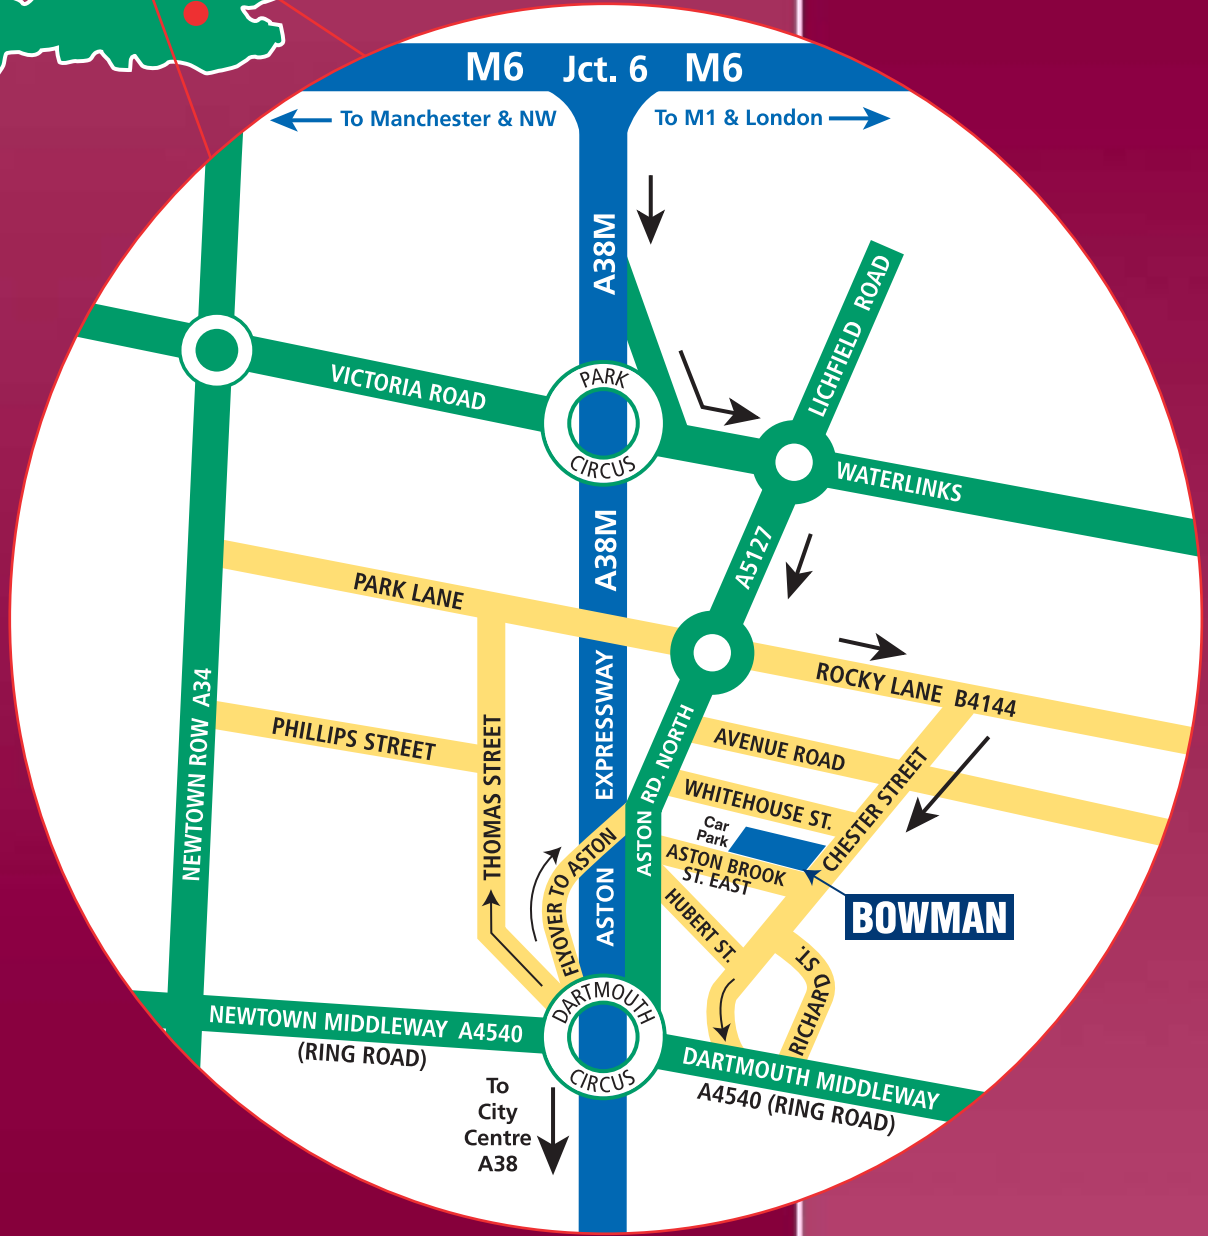 M6 Jct. 6 M6
To Manchester & NW
To M1 & London
A38M
LICHFIELD ROAD
VICTORIA ROAD
PARK
CIRCUS
WATERLINKS
A38M
A5127
PARK LANE
ROCKY LANE B4144
NEWTOWN ROW A34
PHILLIPS STREET
THOMAS STREET
ASTON EXPRESSWAY
ASTON RD. NORTH
AVENUE ROAD
WHITEHOUSE ST.
CHESTER STREET
Car
Park
ASTON BROOK
ST. EAST
FLYOVER TO ASTON
HUBERT ST.
BOWMAN
RICHARD ST.
DARTMOUTH
CIRCUS
NEWTOWN MIDDLEWAY A4540
(RING ROAD)
DARTMOUTH MIDDLEWAY
A4540 (RING ROAD)
To
City
Centre
A38